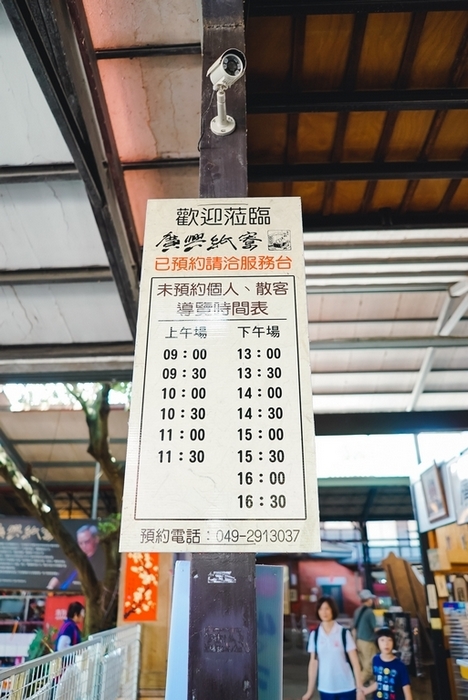 歡迎蒞臨
廣興紙寮
已預約請洽服務台
未預約個人、散客
導覽時間表
上午場 下午場
09：00 13：00
09：30 13：30
10：00 14：00
10：30 14：30
11：00 15：00
11：30 15：30
16：00
16：30
預約電話：049-2913037